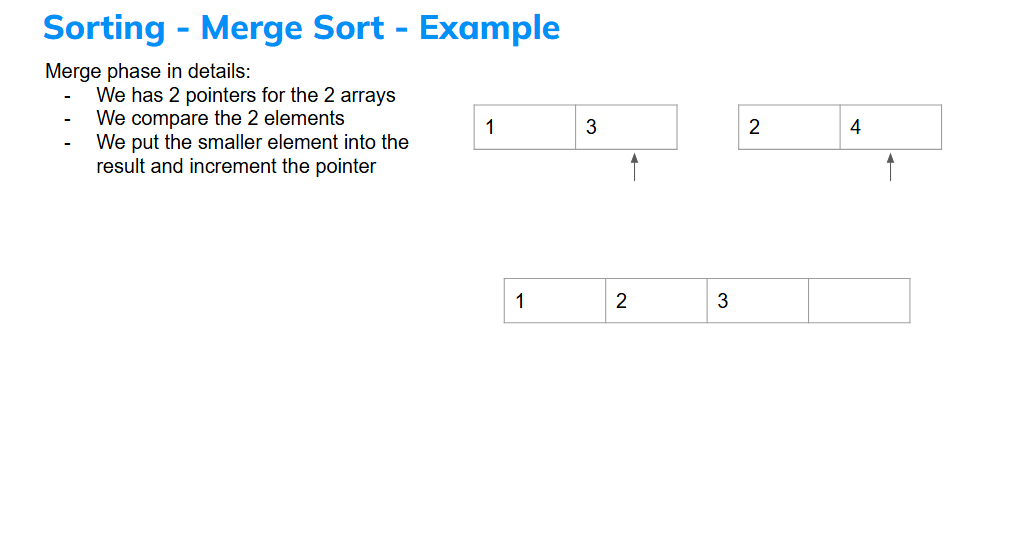 Sorting - Merge Sort - Example
Merge phase in details:
- We has 2 pointers for the 2 arrays
- We compare the 2 elements
- We put the smaller element into the
result and increment the pointer
1 3 2 4
1 2 3